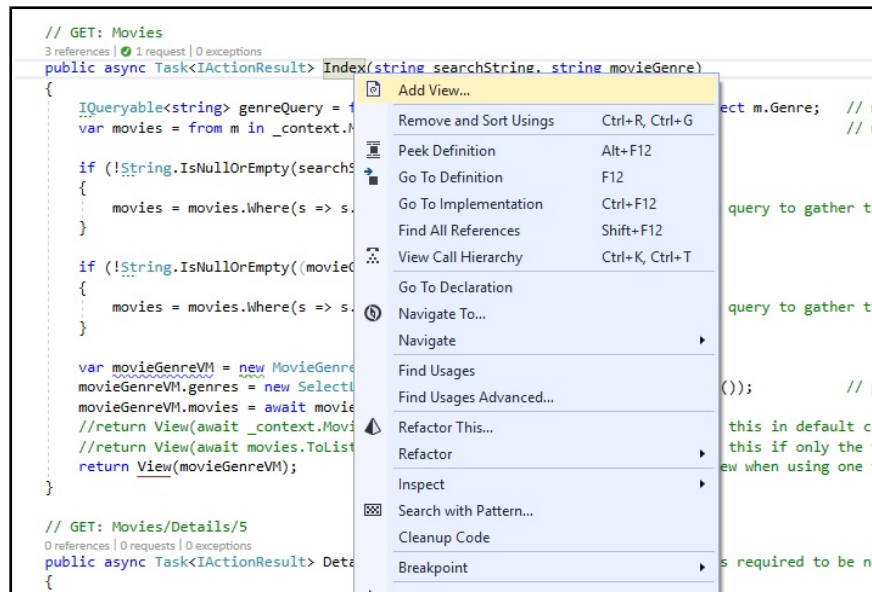 // GET: Movies
3 references | 1 request | 0 exceptions
public async Task<IActionResult> Index(string searchString, string movieGenre)
{
Add View...
IQueryable<string> genreQuery = f ect m.Genre; //
Remove and Sort Usings Ctrl+R, Ctrl+G
var movies = from m in _context.M //
Peek Definition Alt+F12
if (!String.IsNullOrEmpty(searchS
Go To Definition F12
{
Go To Implementation Ctrl+F12
movies = movies.Where(s => s. query to gather t
Find All References Shift+F12
}
View Call Hierarchy Ctrl+K, Ctrl+T
if (!String.IsNullOrEmpty((movieG
Go To Declaration
{
Navigate To...
movies = movies.Where(s => s. query to gather t
}
Navigate
var movieGenreVM = new MovieGenre
Find Usages
movieGenreVM.genres = new SelectL ()); //
Find Usages Advanced...
movieGenreVM.movies = await movie
Refactor This...
//return View(await _context.Movi this in default c
//return View(await movies.ToList this if only the
Refactor
return View(movieGenreVM); ew when using one
}
Inspect
Search with Pattern...
// GET: Movies/Details/5
Cleanup Code
0 references | 0 requests | 0 exceptions
public async Task<IActionResult> Deta s required to be n
Breakpoint
{